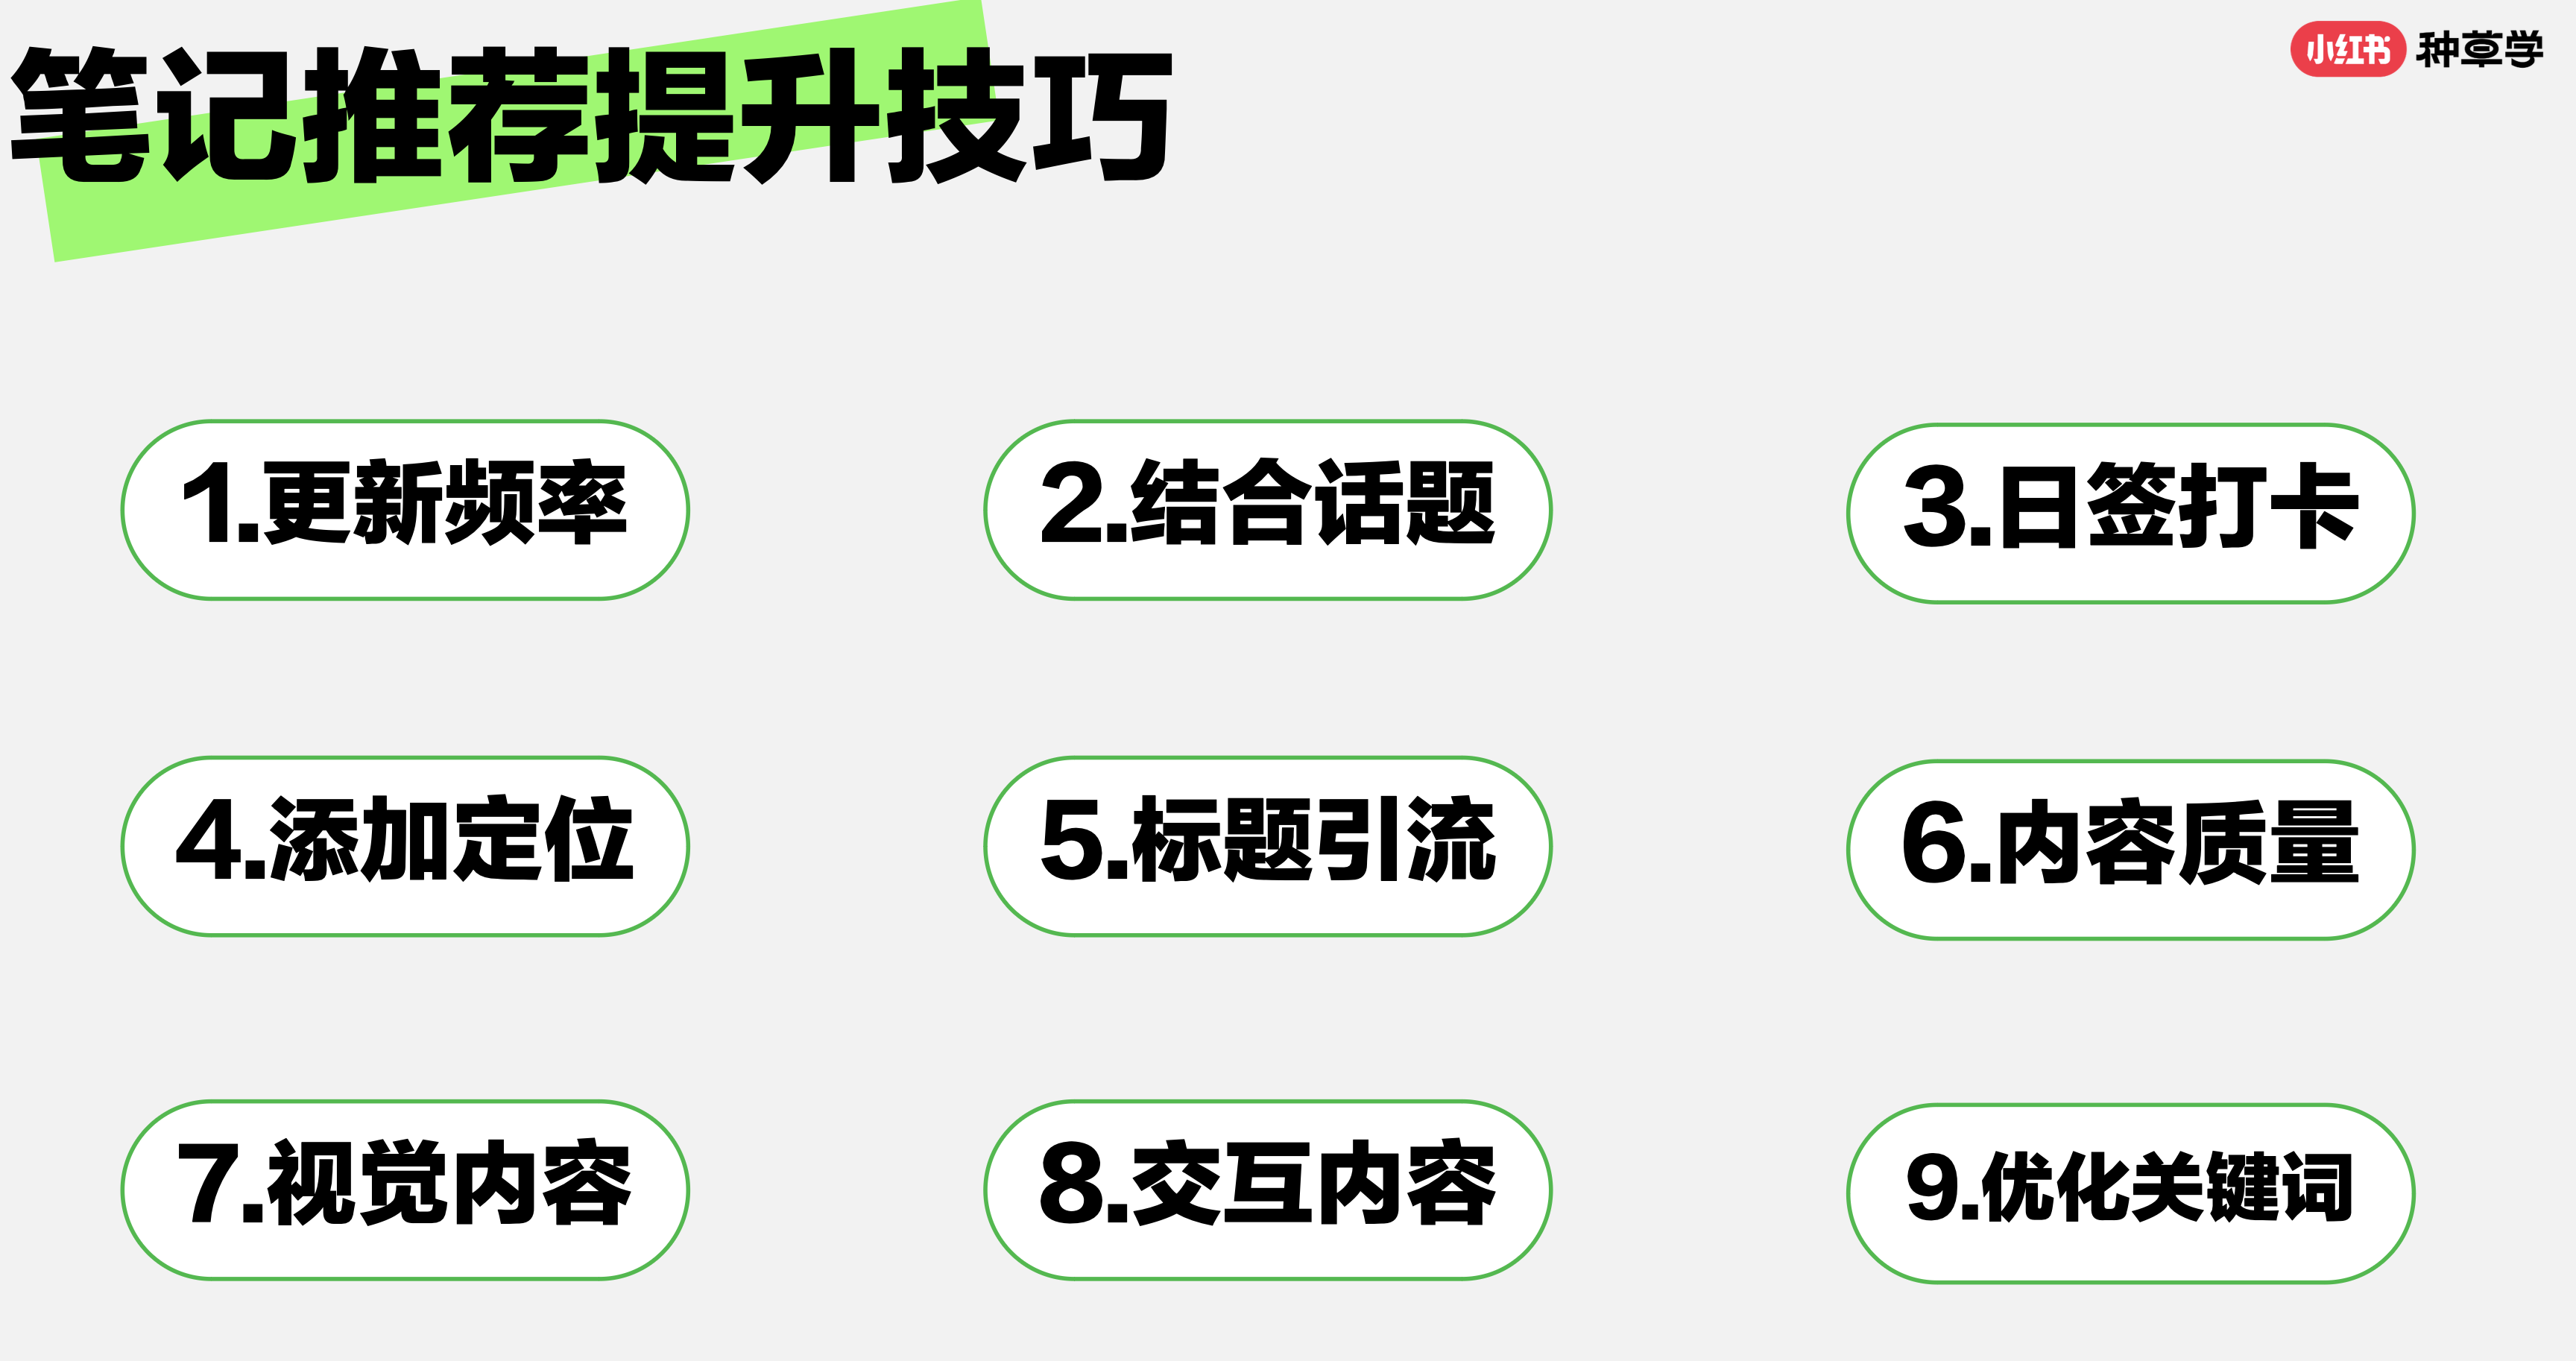 笔记推荐提升技巧
小红书 种草学
1.更新频率
2.结合话题
3.日签打卡
4.添加定位
5.标题引流
6.内容质量
7.视觉内容
8.交互内容
9.优化关键词